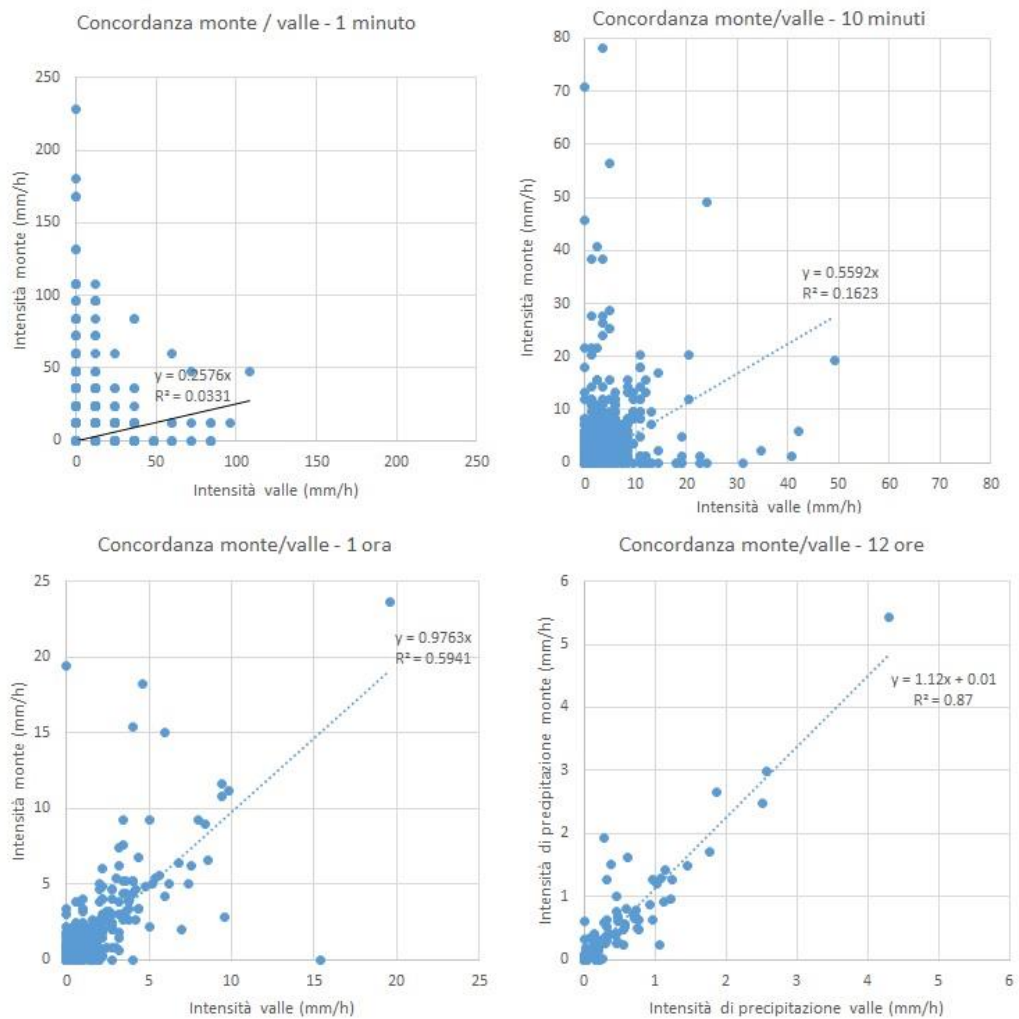 Concordanza monte / valle - 1 minuto
250
200
150
100
50
0
Intensità monte (mm/h)
y = 0.2576x
R² = 0.0331
0 50 100 150 200 250
Intensità valle (mm/h)
Concordanza monte/valle - 10 minuti
80
70
60
50
40
30
20
10
0
Intensità monte (mm/h)
y = 0.5592x
R² = 0.1623
0 10 20 30 40 50 60 70 80
Intensità valle (mm/h)
Concordanza monte/valle - 1 ora
25
20
15
10
5
0
Intensità monte (mm/h)
y = 0.9763x
R² = 0.5941
0 5 10 15 20 25
Intensità valle (mm/h)
Concordanza monte/valle - 12 ore
6
5
4
3
2
1
0
Intensità di precipitazione monte (mm/h)
y = 1.12x + 0.01
R² = 0.87
0 1 2 3 4 5 6
Intensità di precipitazione valle (mm/h)